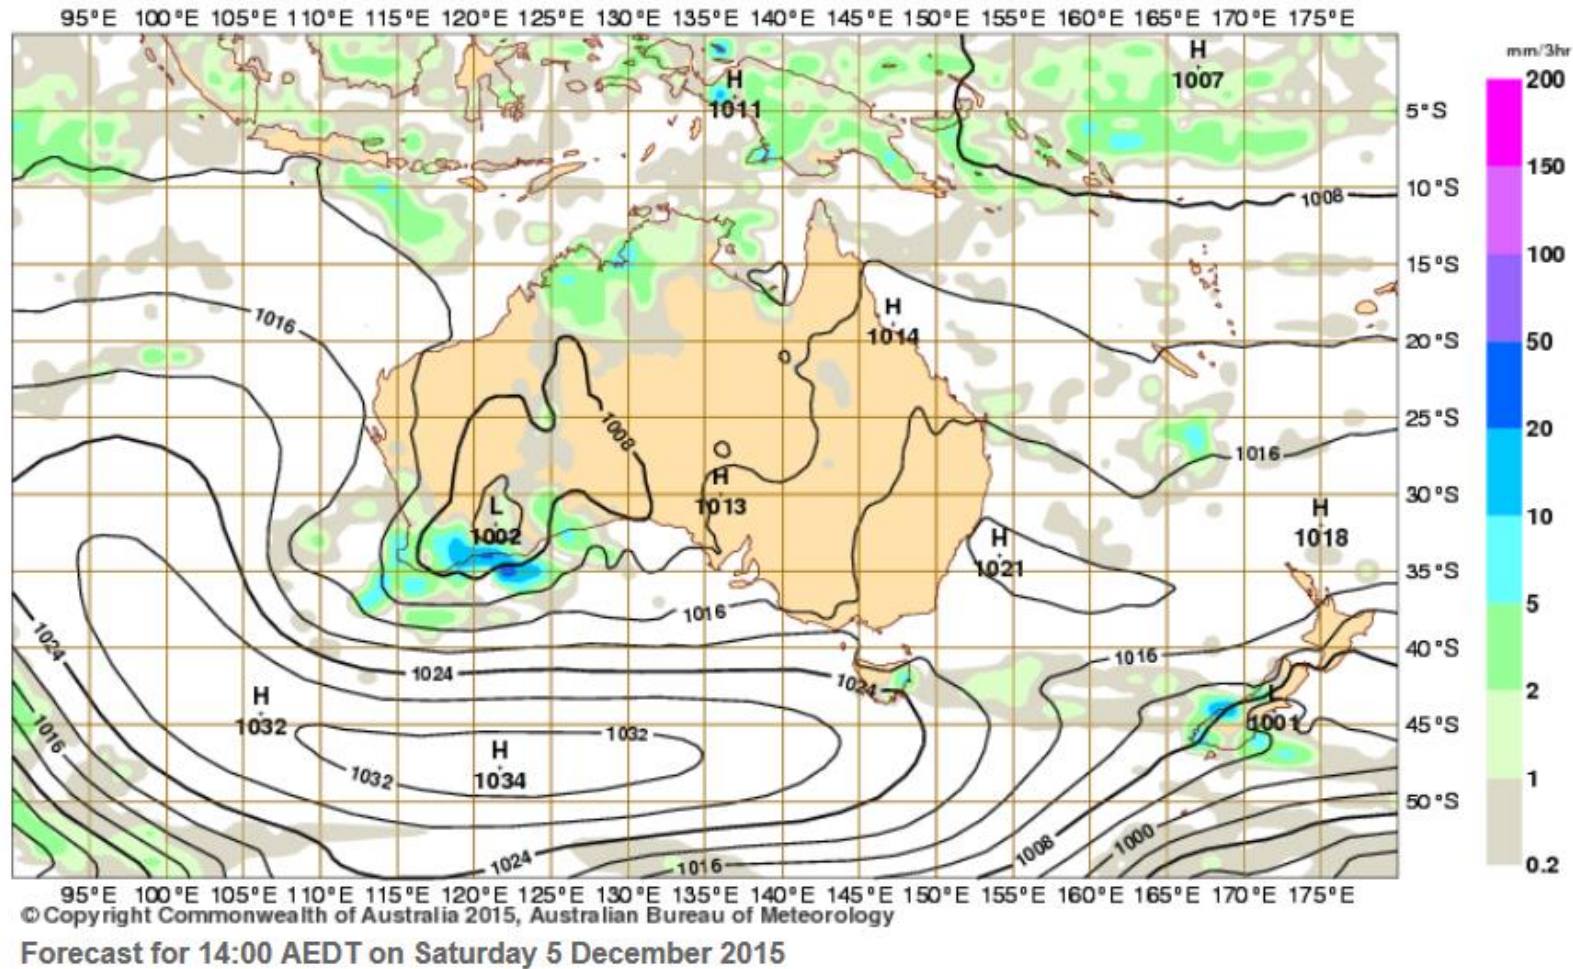 95°E 100°E 105°E 110°E 115°E 120°E 125°E 130°E 135°E 140°E 145°E 150°E 155°E 160°E 165°E 170°E 175°E
mm/3hr
H
1007
200
H
1011
5°S
150
10°S
1008
100
15°S
1016
H
1014
20°S
50
25°S
20
1008
1016
L
1002
H
1013
30°S
H
1018
10
H
1021
35°S
5
1016
1024
40°S
1016
1024
1024
2
H
1032
L
1001
45°S
1016
1032
H
1034
1032
1
50°S
1000
1008
1024
1016
0.2
95°E 100°E 105°E 110°E 115°E 120°E 125°E 130°E 135°E 140°E 145°E 150°E 155°E 160°E 165°E 170°E 175°E
© Copyright Commonwealth of Australia 2015, Australian Bureau of Meteorology
Forecast for 14:00 AEDT on Saturday 5 December 2015